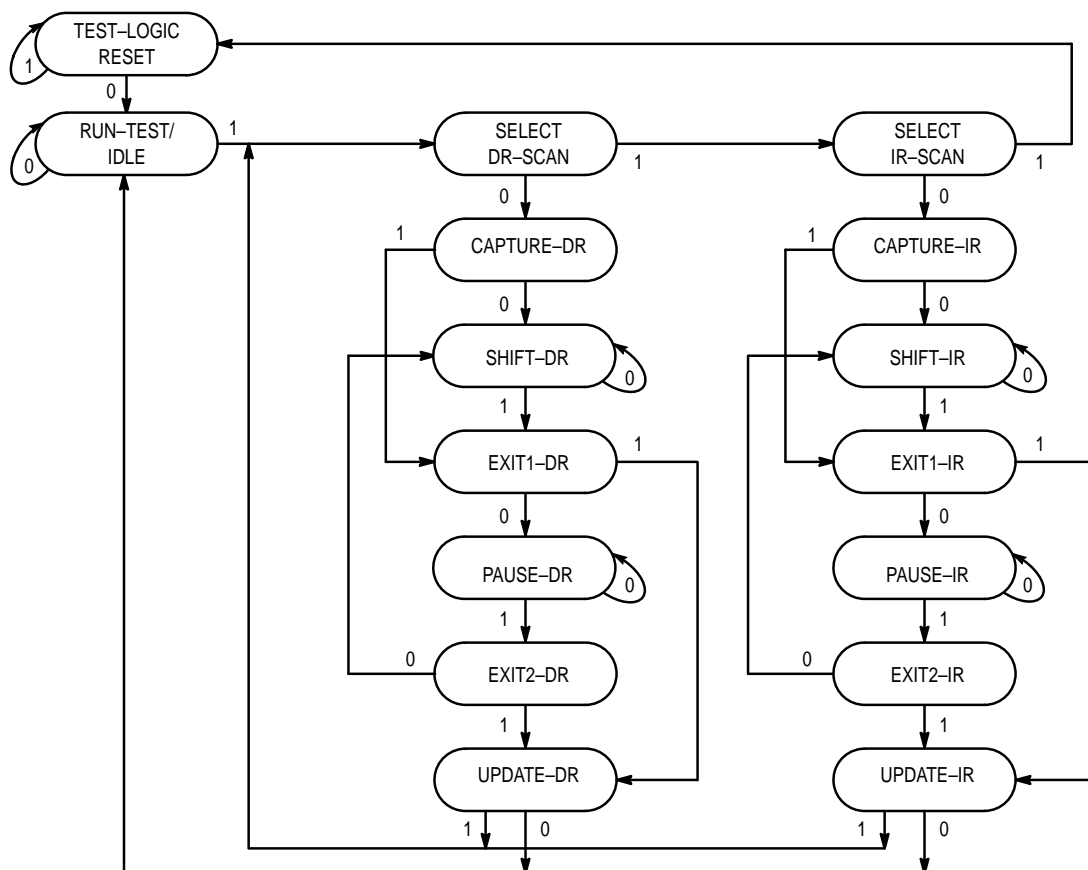 TEST–LOGIC
RESET
1
0
RUN–TEST/
IDLE
0
1
SELECT
DR–SCAN
1
SELECT
IR–SCAN
1
0
0
1
CAPTURE–DR
1
CAPTURE–IR
0
0
SHIFT–DR
0
SHIFT–IR
0
1
1
EXIT1–DR
1
EXIT1–IR
1
0
0
PAUSE–DR
0
PAUSE–IR
0
1
1
0
EXIT2–DR
0
EXIT2–IR
1
1
UPDATE–DR
UPDATE–IR
1
0
1
0